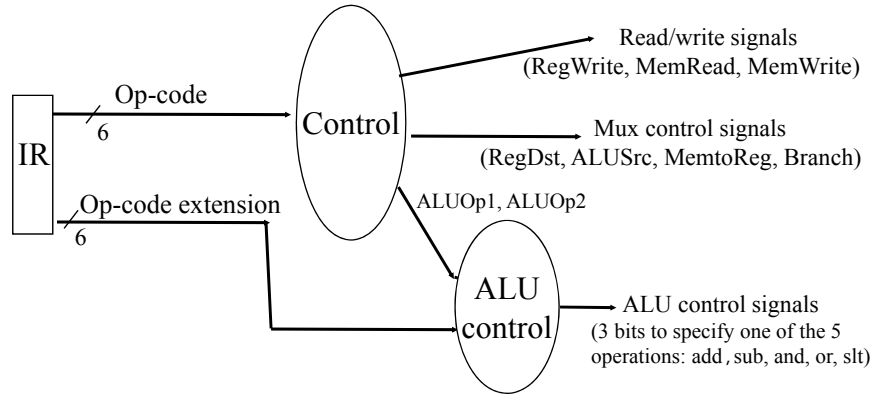 Read/write signals
(RegWrite, MemRead, MemWrite)
Op-code
6
Control
IR
Mux control signals
(RegDst, ALUSrc, MemtoReg, Branch)
Op-code extension
6
ALUOp1, ALUOp2
ALU
control
ALU control signals
(3 bits to specify one of the 5
operations: add, sub, and, or, slt)